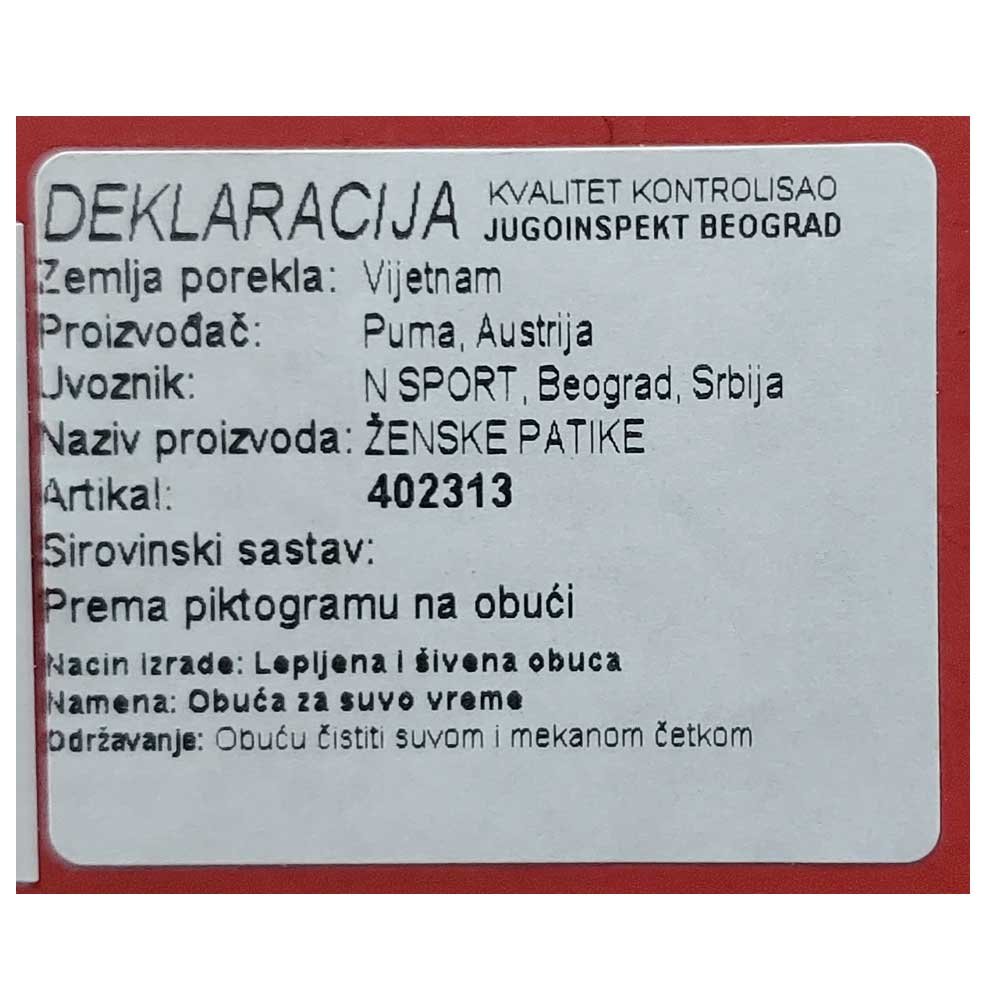 DEKLARACIJA KVALITET KONTROLISAO
JUGOINSPEKT BEOGRAD
Zemlja porekla: Vijetnam
Proizvođač: Puma, Austrija
Uvoznik: N SPORT, Beograd, Srbija
Naziv proizvoda: ŽENSKE PATIKE
Artikal: 402313
Sirovinski sastav:
Prema piktogramu na obući
Nacin izrade: Lepljena i šivena obuca
Namena: Obuća za suvo vreme
Održavanje: Obuću čistiti suvom i mekanom četkom